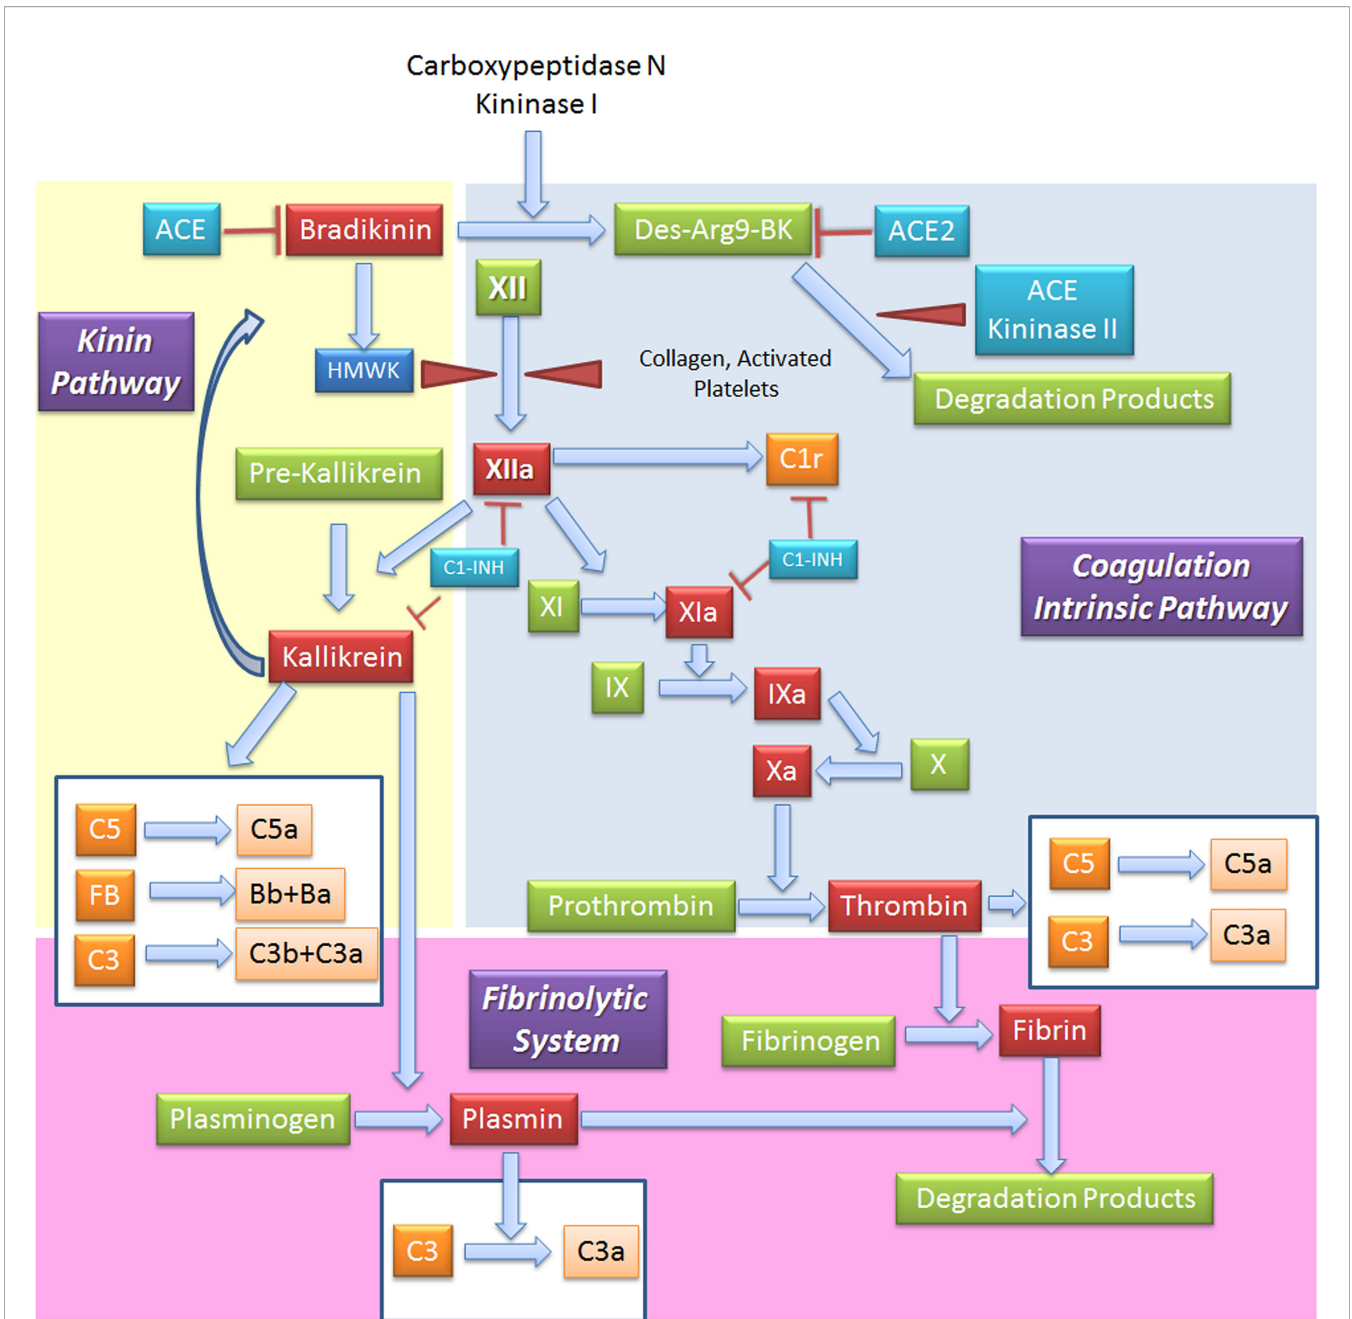 Carboxypeptidase N
Kininase I
ACE
Bradikinin
Des-Arg9-BK
ACE2
XII
ACE
Kininase II
Kinin
Pathway
HMWK
Collagen, Activated
Platelets
Degradation Products
Pre-Kallikrein
XIIa
C1r
C1-INH
C1-INH
Coagulation
Intrinsic Pathway
XI
XIa
Kallikrein
IX
IXa
Xa
X
C5
C5a
FB
Bb+Ba
C3
C3b+C3a
Prothrombin
Thrombin
C5
C5a
C3
C3a
Fibrinolytic
System
Fibrinogen
Fibrin
Plasminogen
Plasmin
Degradation Products
C3
C3a